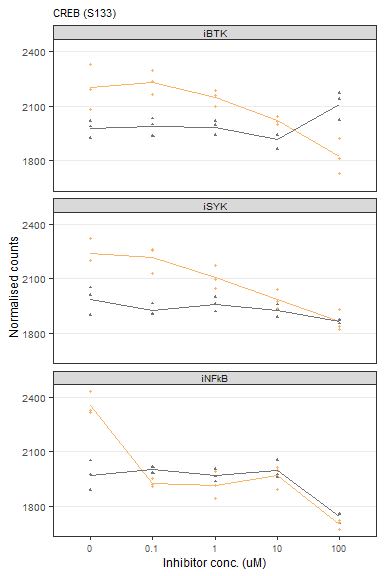 CREB (S133)
iBTK
2400
2100
1800
iSYK
2400
2100
1800
Normalised counts
iNFkB
2400
2100
1800
0 0.1 1 10 100
Inhibitor conc. (uM)